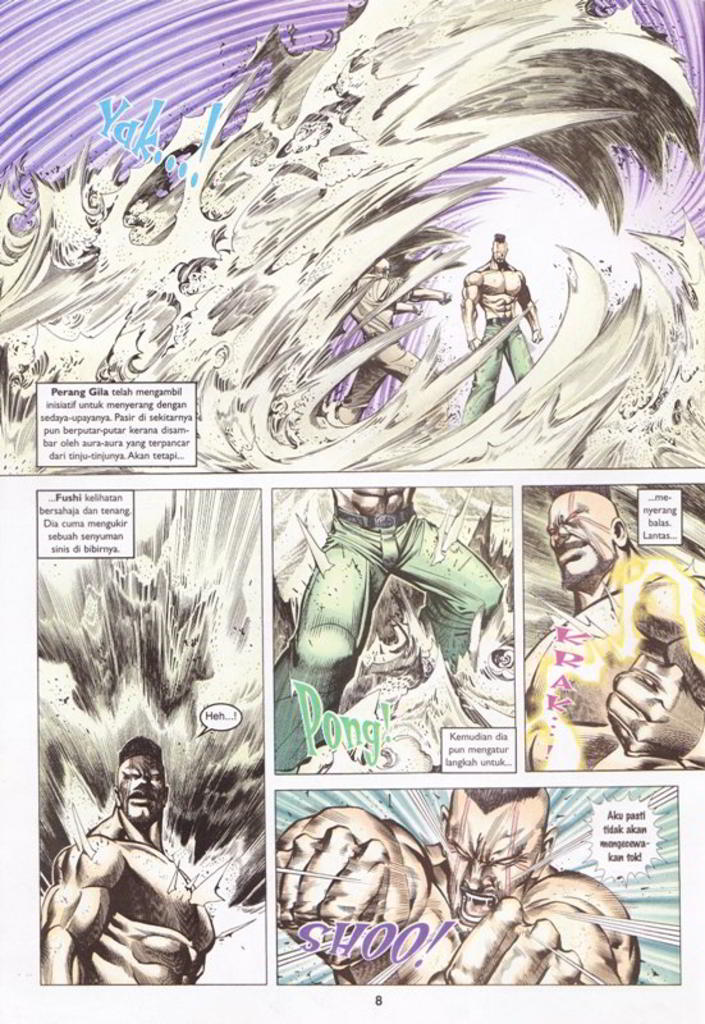 Yak....!
Perang Gila telah mengambil
inisiatif untuk menyerang dengan
sedaya-upayanya. Pasir di sekitarnya
pun berputar-putar kerana disam-
bar oleh aura-aura yang terpancar
dari tinju-tinjunya. Akan tetapi...
...Fushi kelihatan
bersahaja dan tenang.
Dia cuma mengukir
sebuah senyuman
sinis di bibirnya.
Heh...!
Pong!
Kemudian dia
pun mengatur
langkah untuk...
...me-
nyerang
balas.
Lantas...
KRAK...!
Aku pasti
tidak akan
mengecewa-
kan tok!
SHOO!
8